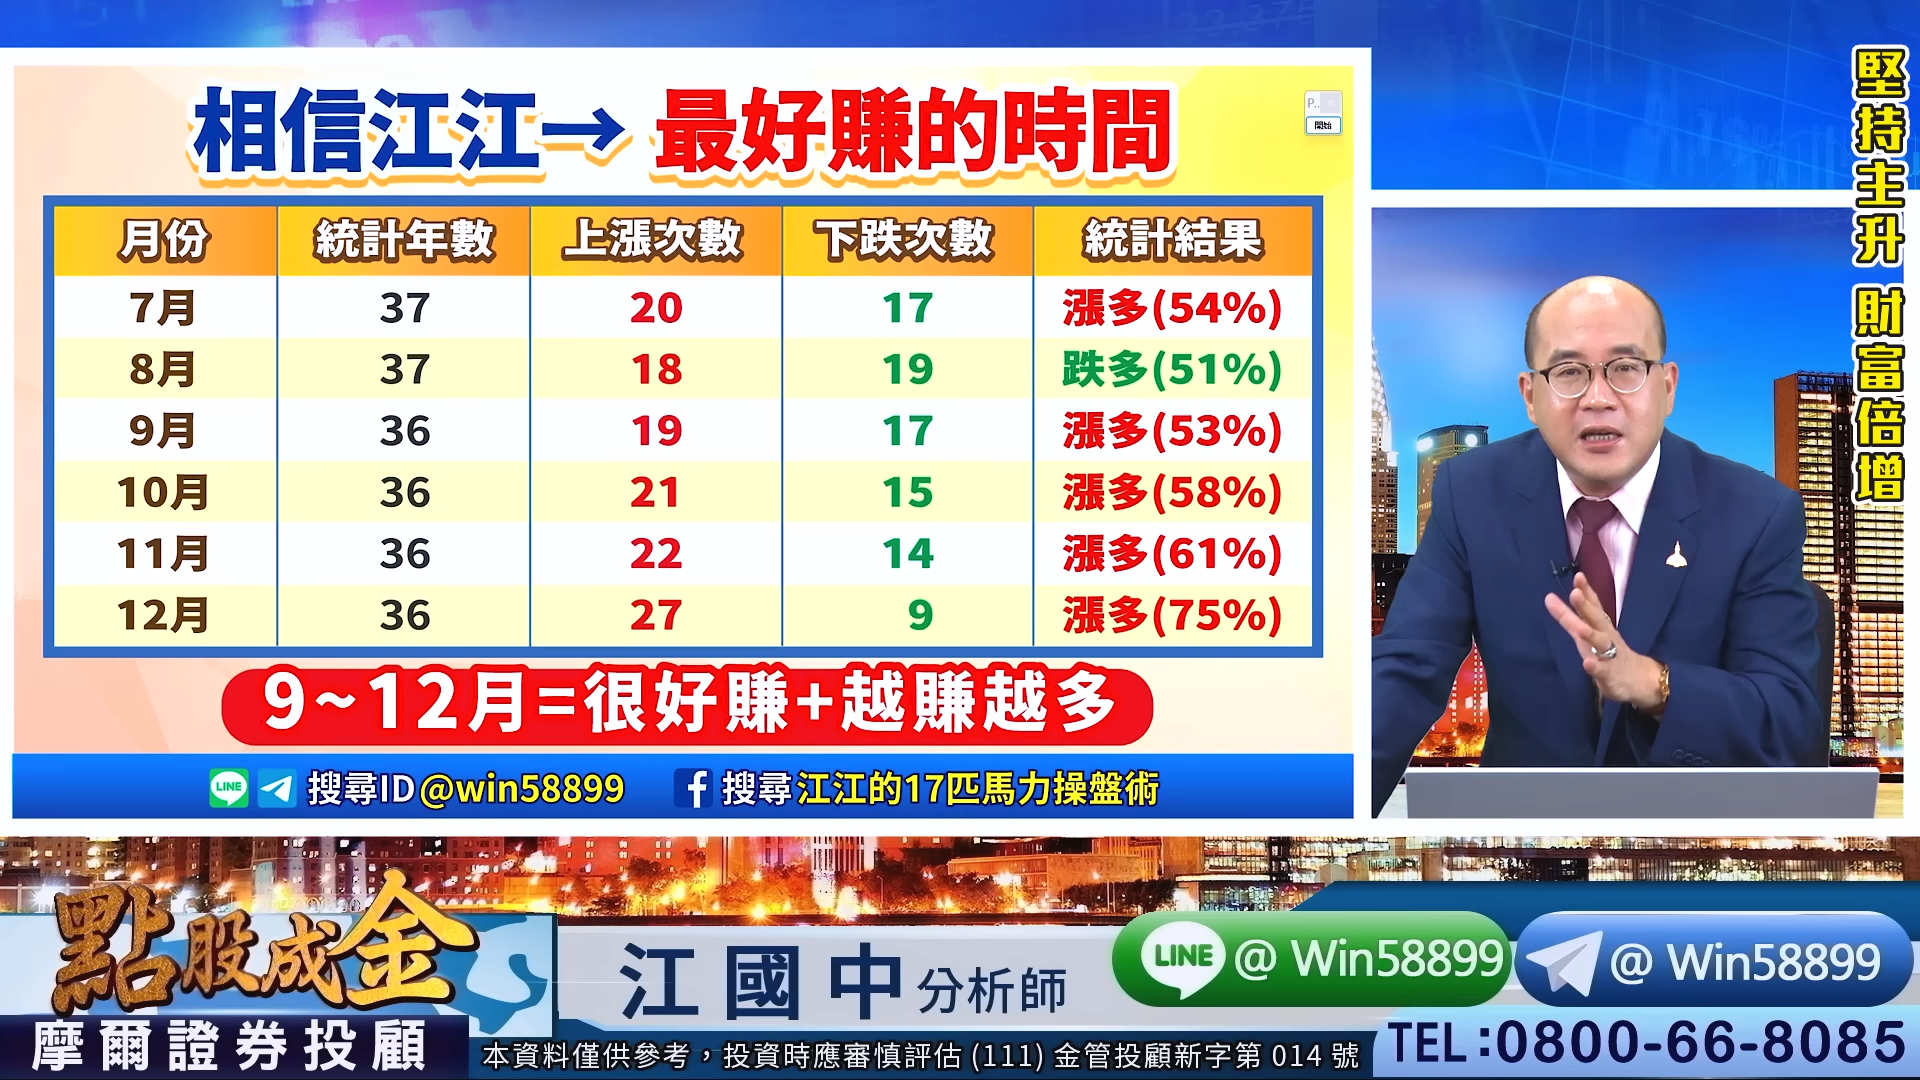 相信江江→最好賺的時間
P..
開始
月份 統計年數 上漲次數 下跌次數 統計結果
7月 37 20 17 漲多(54%)
8月 37 18 19 跌多(51%)
9月 36 19 17 漲多(53%)
10月 36 21 15 漲多(58%)
11月 36 22 14 漲多(61%)
12月 36 27 9 漲多(75%)
9~12月=很好賺+越賺越多
LINE 搜尋ID@win58899 f 搜尋江江的17匹馬力操盤術
堅持主升 財富倍增
點股成金
摩爾證券投顧
江國中 分析師
LINE @ Win58899
@ Win58899
本資料僅供參考，投資時應審慎評估 (111) 金管投顧新字第 014 號
TEL:0800-66-8085